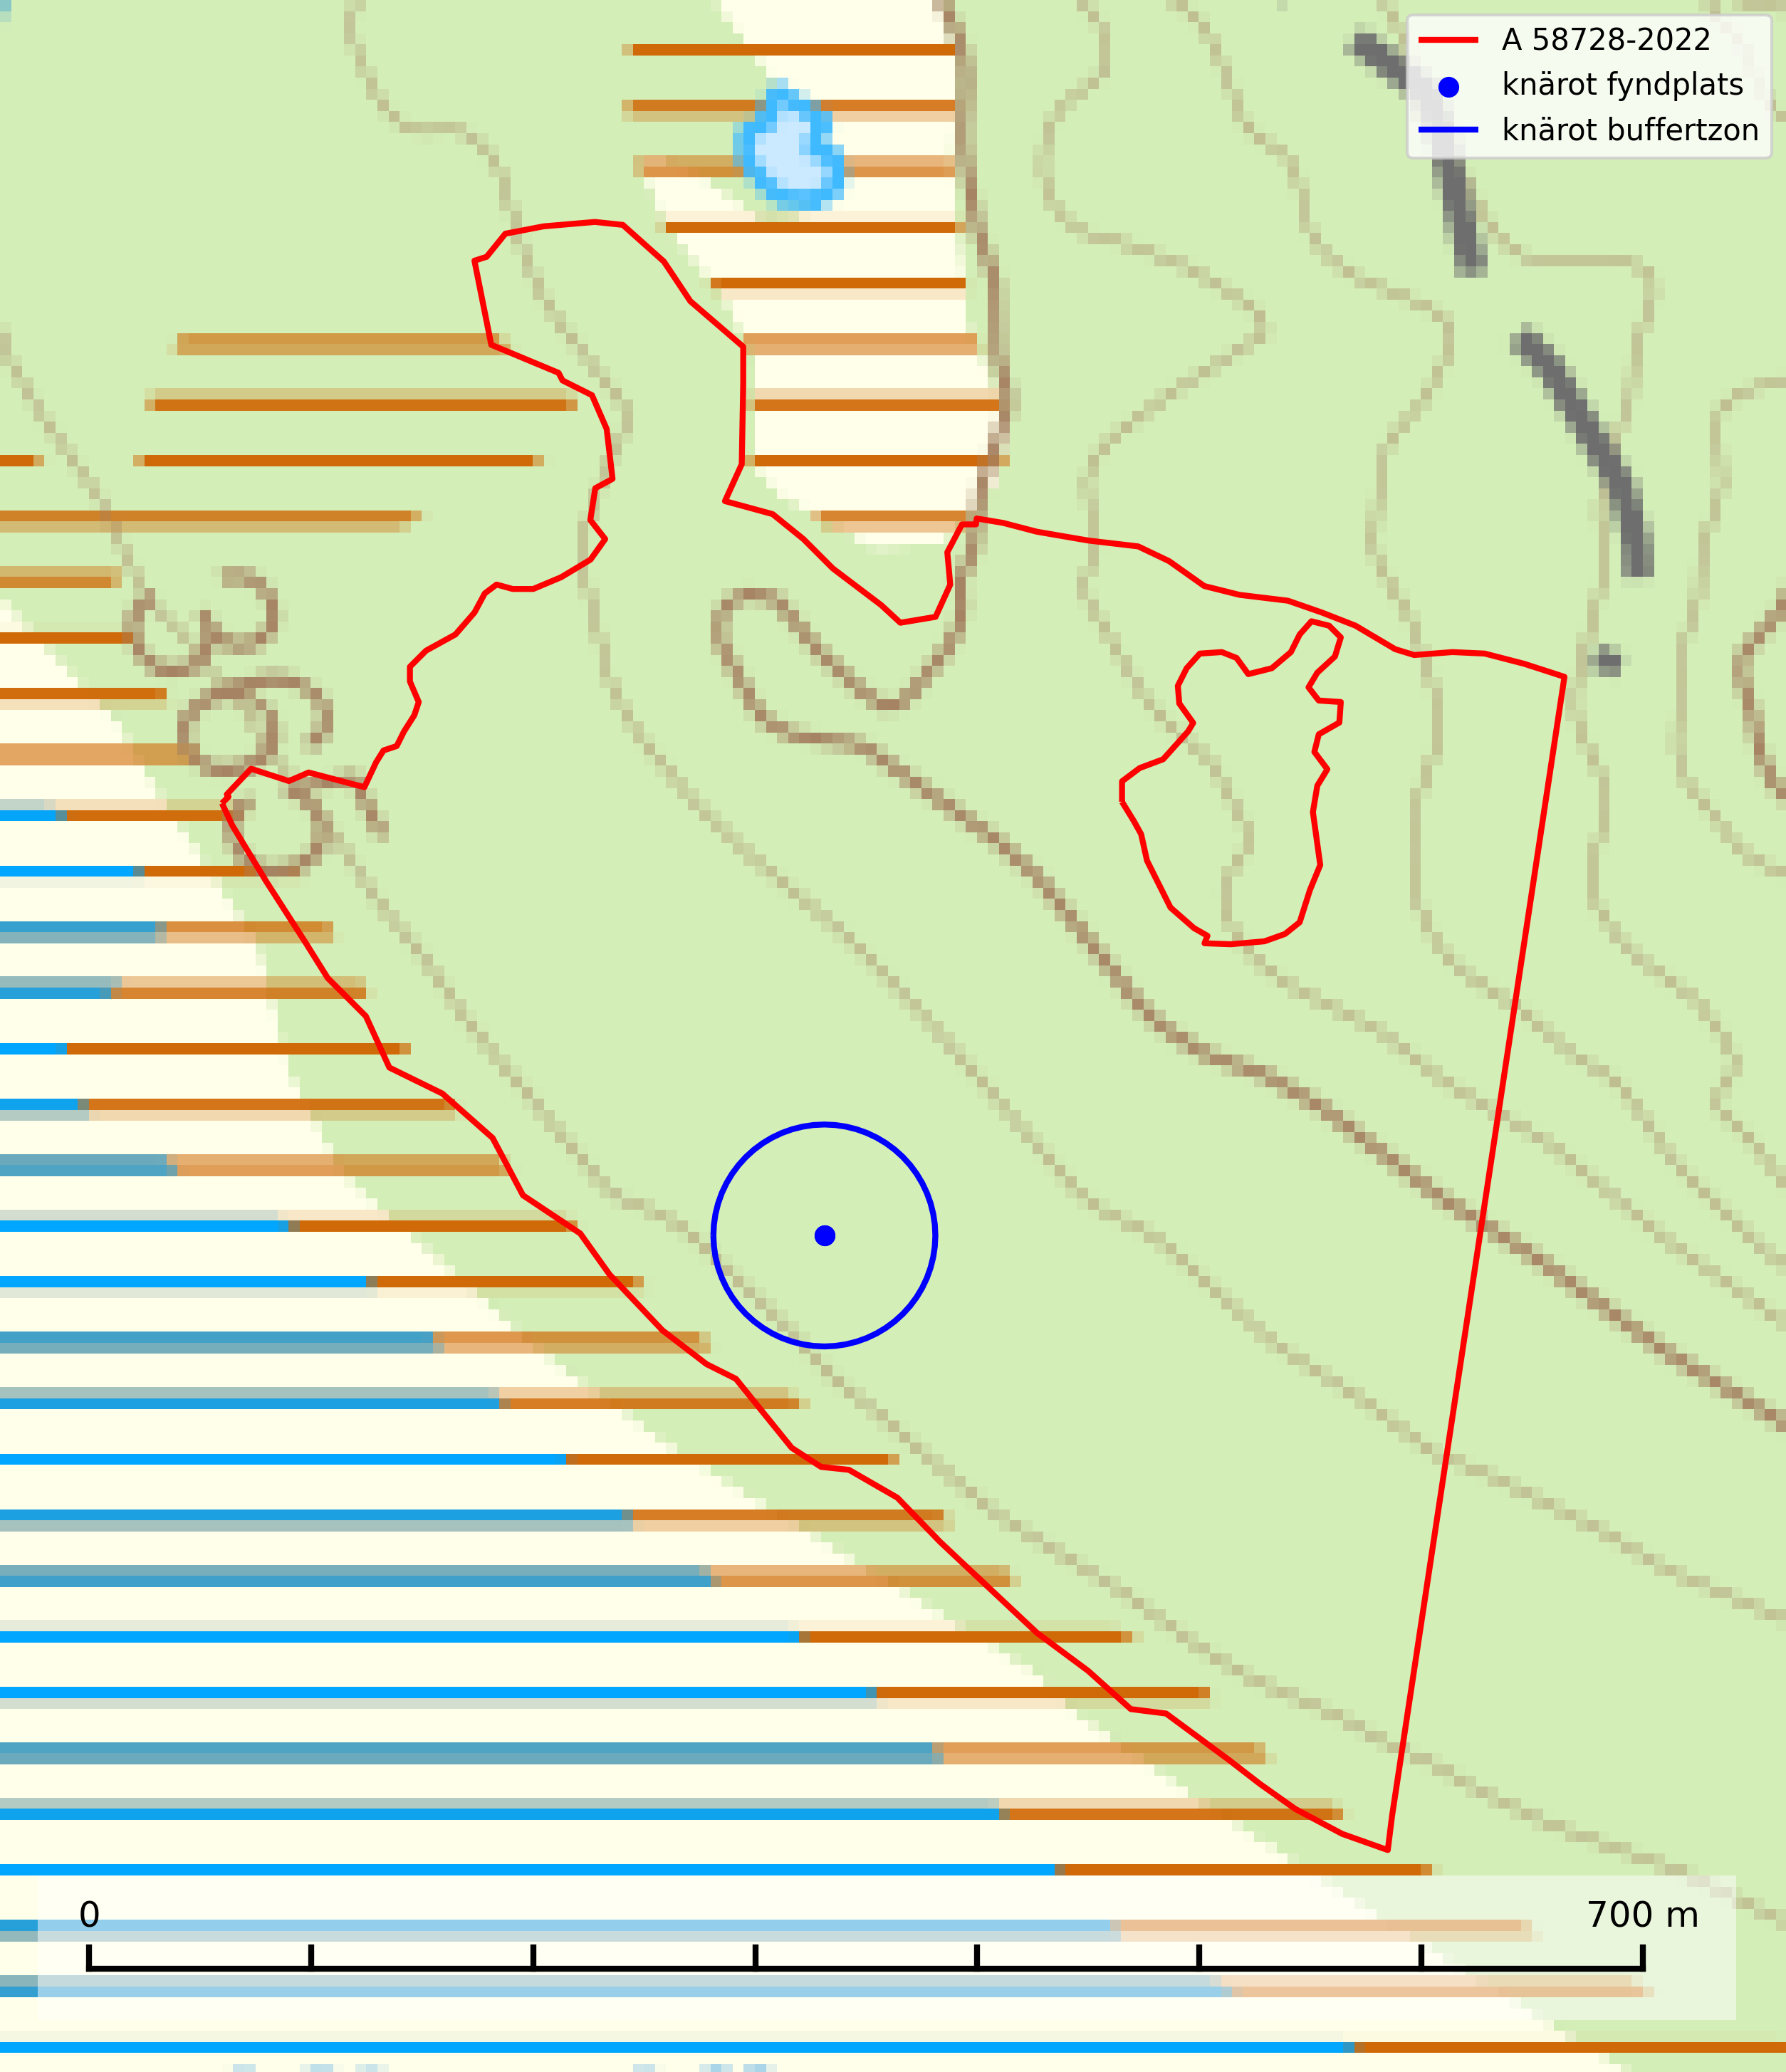 A 58728-2022
knärot fyndplats
knärot buffertzon
0
700 m